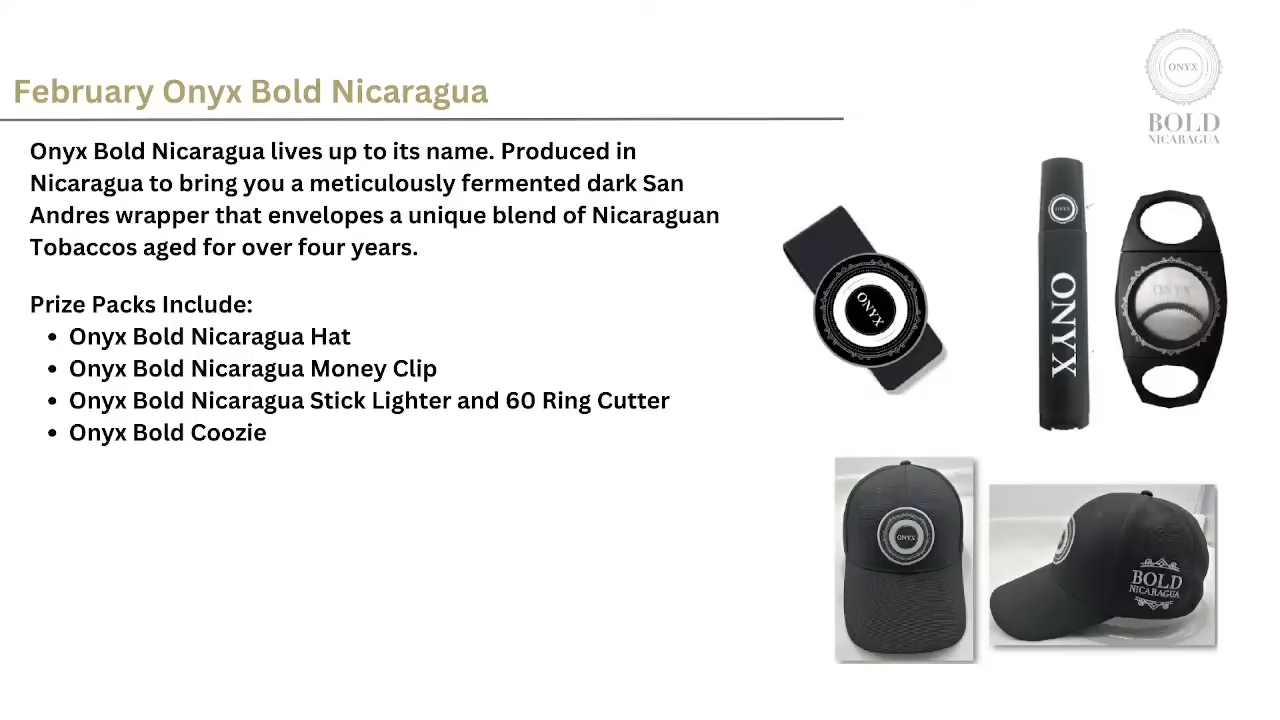 February Onyx Bold Nicaragua
ONYX
BOLD
NICARAGUA
Onyx Bold Nicaragua lives up to its name. Produced in
Nicaragua to bring you a meticulously fermented dark San
Andres wrapper that envelopes a unique blend of Nicaraguan
Tobaccos aged for over four years.
Prize Packs Include:
• Onyx Bold Nicaragua Hat
• Onyx Bold Nicaragua Money Clip
• Onyx Bold Nicaragua Stick Lighter and 60 Ring Cutter
• Onyx Bold Coozie
ONYX
ONYX
ONYX
ONYX
ONYX
BOLD
NICARAGUA